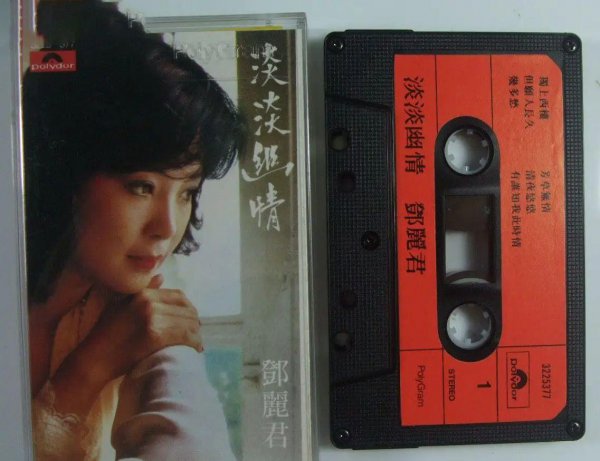 polydor
PolyGram
淡淡幽情
鄧麗君
獨上西樓
但願人長久
幾多愁
芳草無情
清夜悠悠
有誰知我此時情
淡淡幽情 鄧麗君
3225377
polydor
1
STEREO
PolyGram